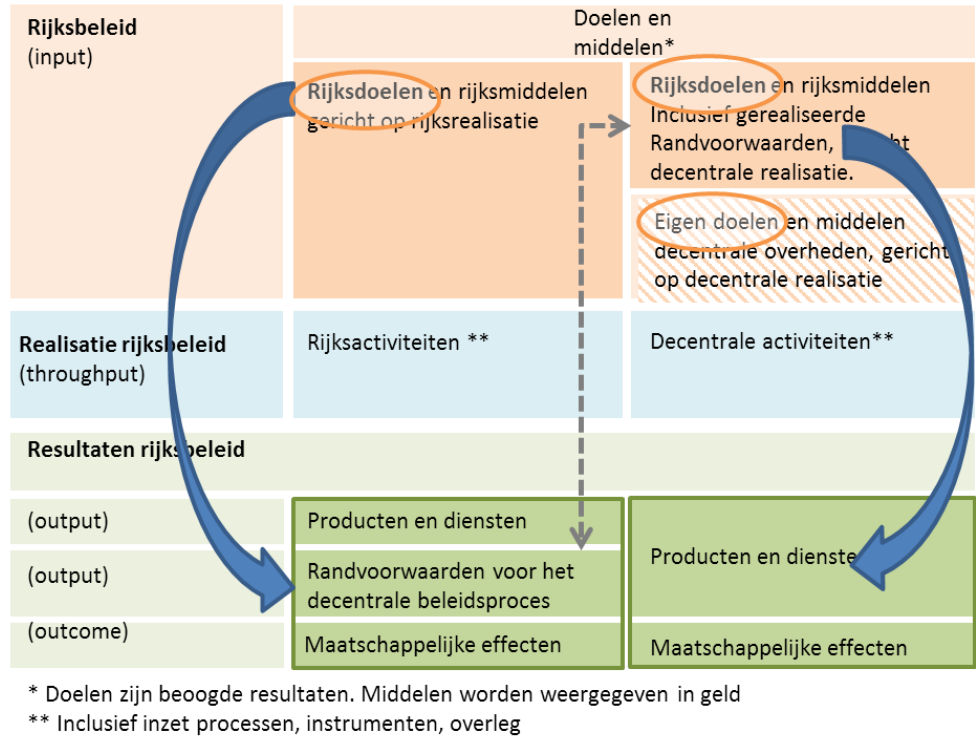 Rijksbeleid
(input)
Doelen en
middelen*
Rijksdoelen en rijksmiddelen
gericht op rijksrealisatie
Rijksdoelen en rijksmiddelen
Inclusief gerealiseerde
Randvoorwaarden, ht
decentrale realisatie.
Eigen doelen en middelen
decentrale overheden, gericht
op decentrale realisatie
Realisatie rijksbeleid
(throughput)
Rijksactiviteiten **
Decentrale activiteiten**
Resultaten rijksbeleid
(output)
Producten en diensten
(output)
Randvoorwaarden voor het
decentrale beleidsproces
Producten en diensten
(outcome)
Maatschappelijke effecten
Maatschappelijke effecten
* Doelen zijn beoogde resultaten. Middelen worden weergegeven in geld
** Inclusief inzet processen, instrumenten, overleg